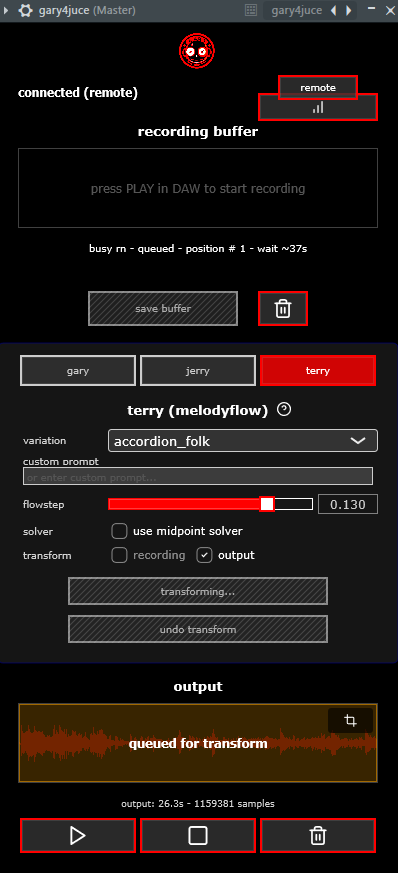 gary4juce (Master)
gary4juce
connected (remote)
remote
recording buffer
press PLAY in DAW to start recording
busy rn - queued - position # 1 - wait ~37s
save buffer
gary
jerry
terry
terry (melodyflow)
variation
accordion_folk
custom prompt
or enter custom prompt...
flowstep
0.130
solver
use midpoint solver
transform
recording
output
transforming...
undo transform
output
queued for transform
output: 26.3s - 1159381 samples